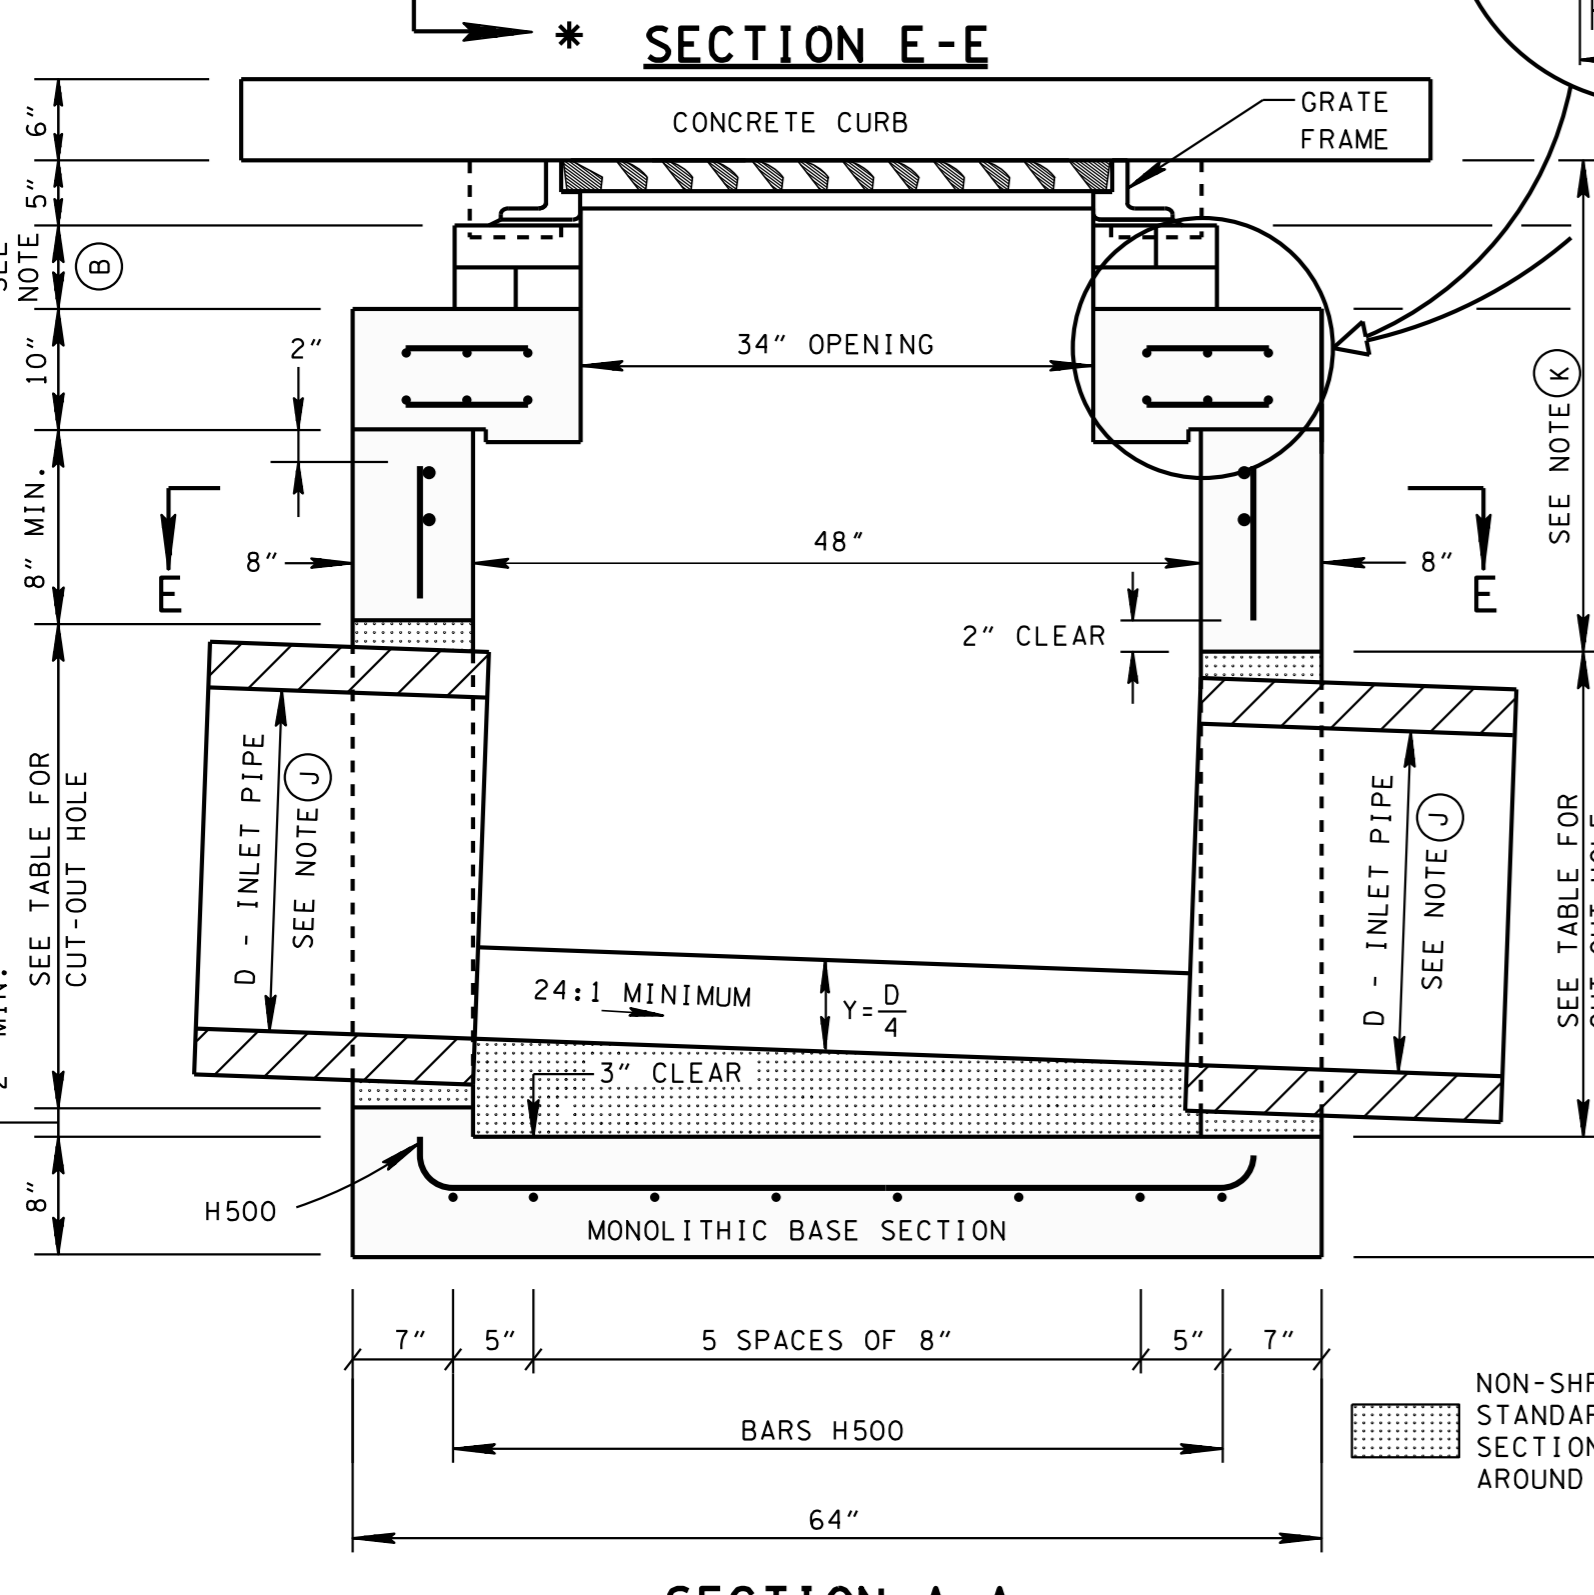 * SECTION E-E
6"
CONCRETE CURB
GRATE
FRAME
5"
NOTE
B
10"
2"
34" OPENING
SEE NOTE K
8" MIN.
E
8"
48"
8"
E
2" CLEAR
SEE TABLE FOR
CUT-OUT HOLE
D - INLET PIPE
SEE NOTE J
D - INLET PIPE
SEE NOTE J
SEE TABLE FOR
24:1 MINIMUM
Y=D/4
MIN.
3" CLEAR
8"
H500
MONOLITHIC BASE SECTION
7" 5" 5 SPACES OF 8" 5" 7"
BARS H500
64"
STANDAR
SECTION
AROUND